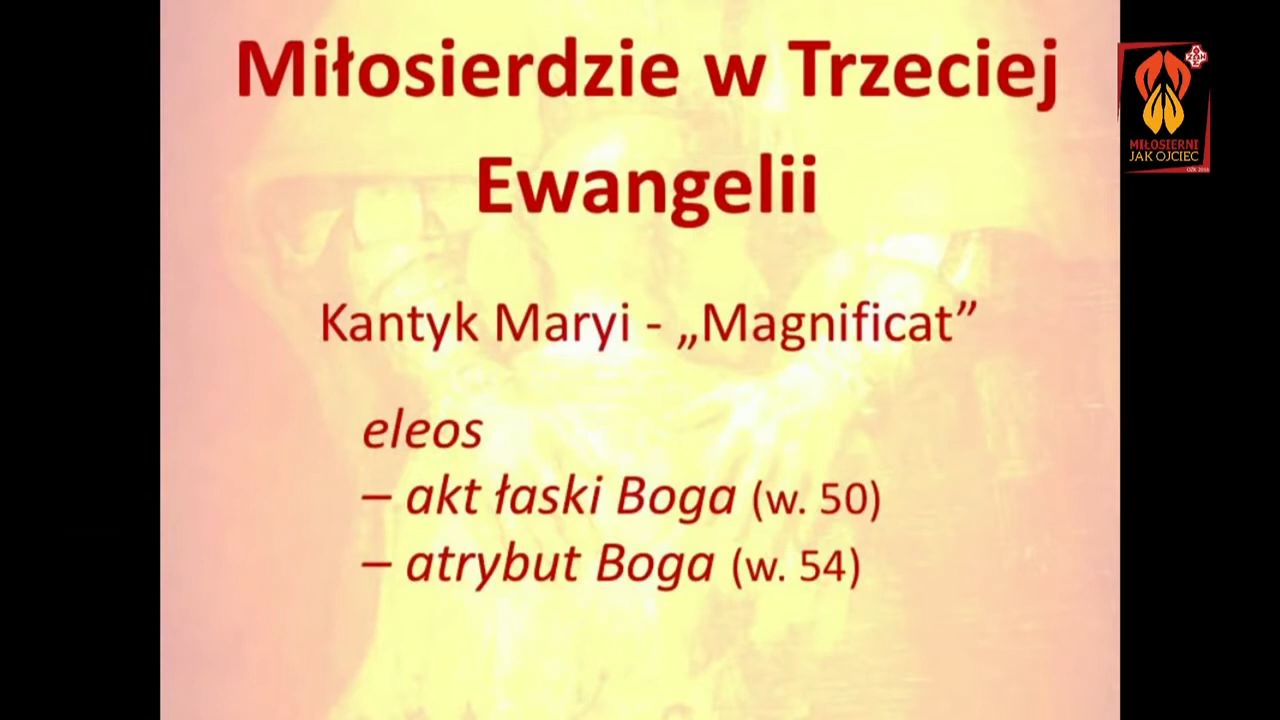 Miłosierdzie w Trzeciej
Ewangelii
Kantyk Maryi - „Magnificat”
eleos
– akt łaski Boga (w. 50)
– atrybut Boga (w. 54)
MIŁOSIERNI
JAK OJCIEC